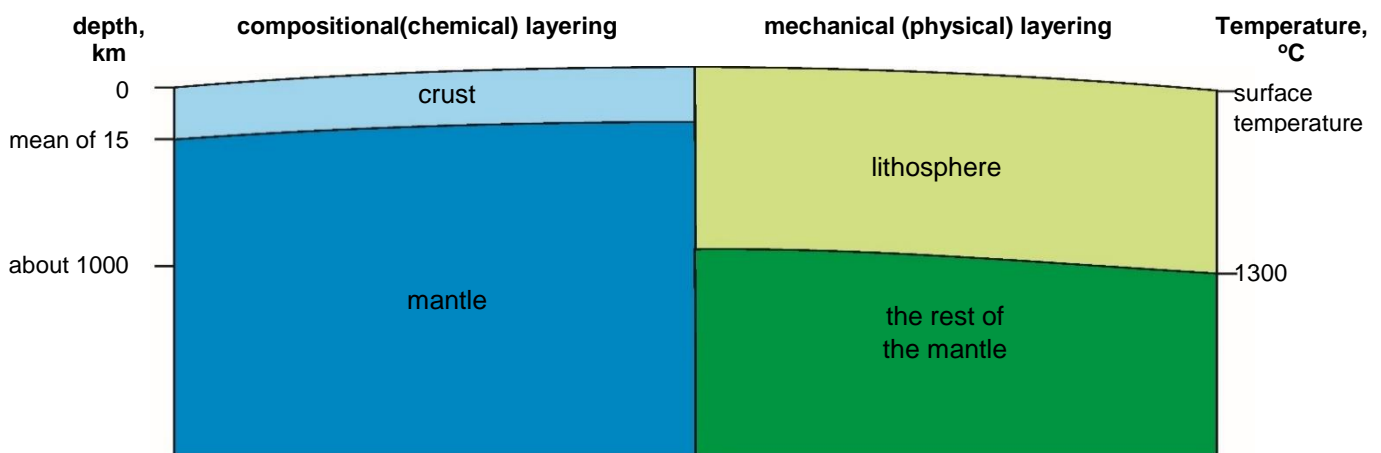 depth,
km
compositional(chemical) layering
mechanical (physical) layering
Temperature,
ºC
0
crust
surface
temperature
mean of 15
lithosphere
about 1000
1300
mantle
the rest of
the mantle